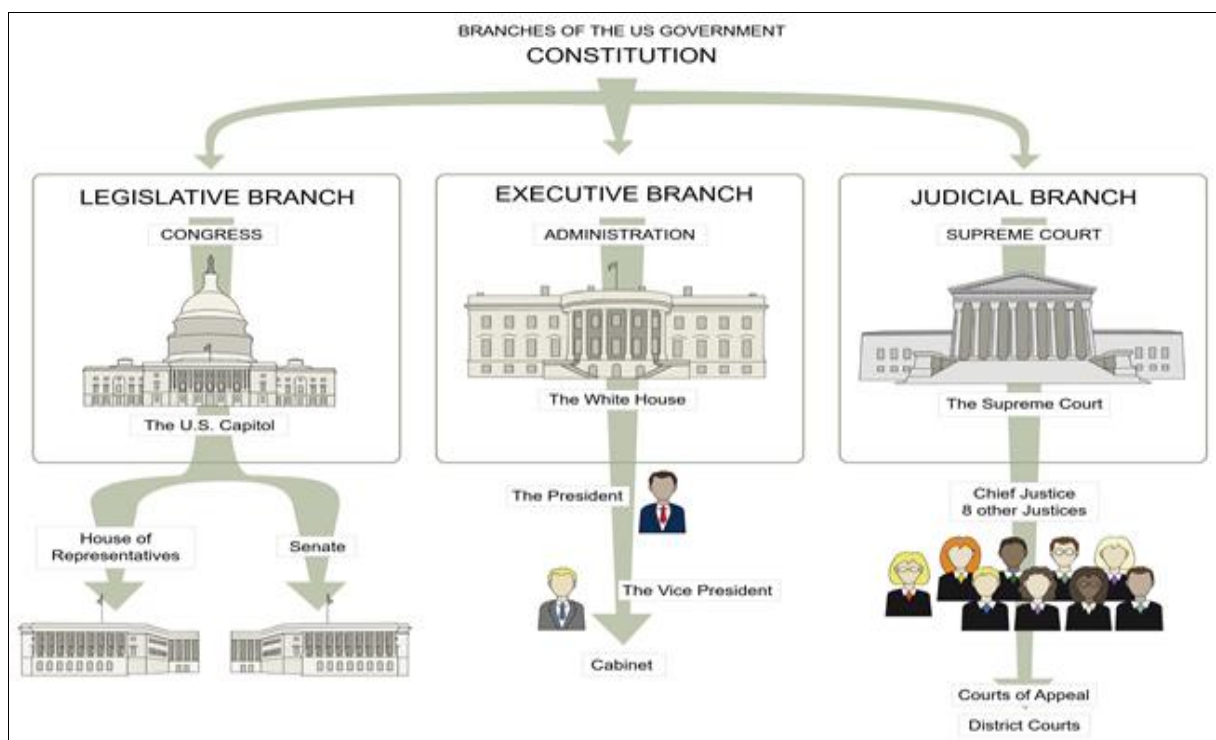 BRANCHES OF THE US GOVERNMENT
CONSTITUTION
LEGISLATIVE BRANCH
CONGRESS
The U.S. Capitol
House of
Representatives
Senate
EXECUTIVE BRANCH
ADMINISTRATION
The White House
The President
The Vice President
Cabinet
JUDICIAL BRANCH
SUPREME COURT
The Supreme Court
Chief Justice
8 other Justices
Courts of Appeal
District Courts